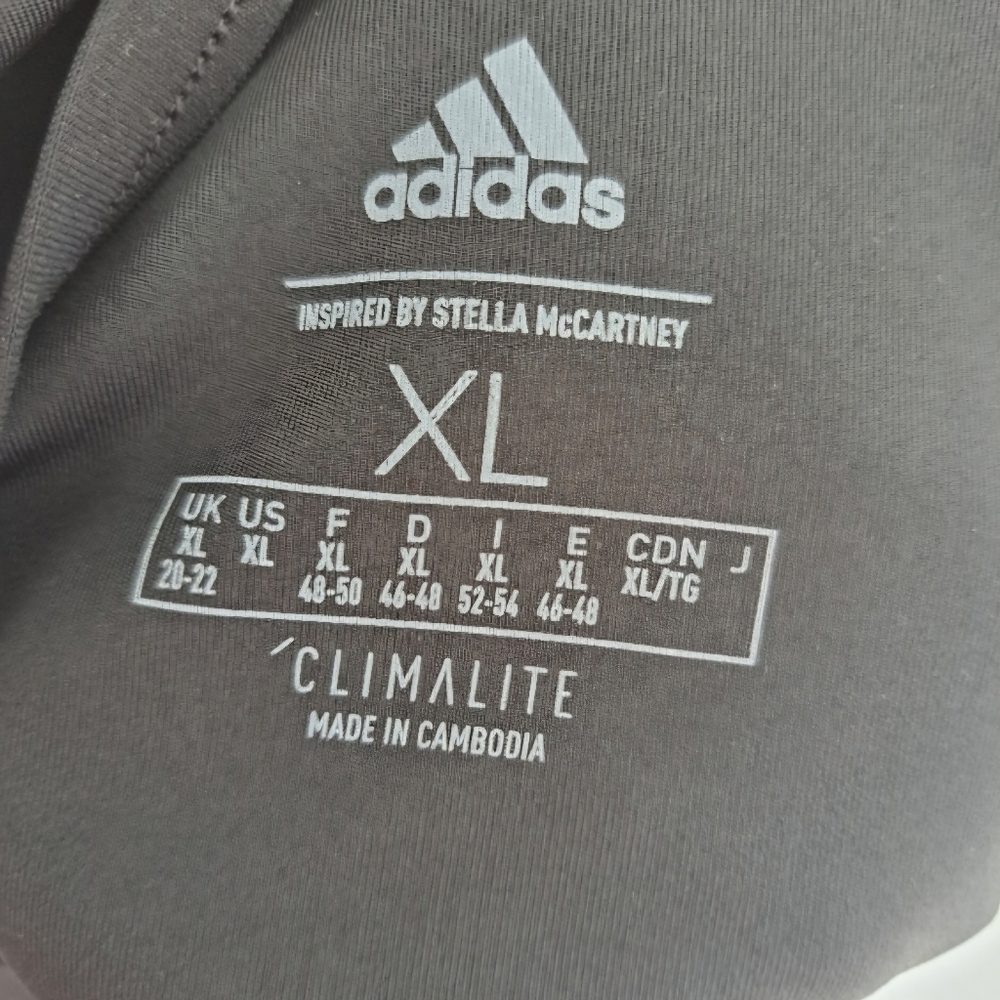 adidas
INSPIRED BY STELLA McCARTNEY
XL
UK US F D I E CDN J
XL XL XL XL XL XL XL/TG
20-22 48-50 46-48 52-54 46-48
CLIMALITE
MADE IN CAMBODIA